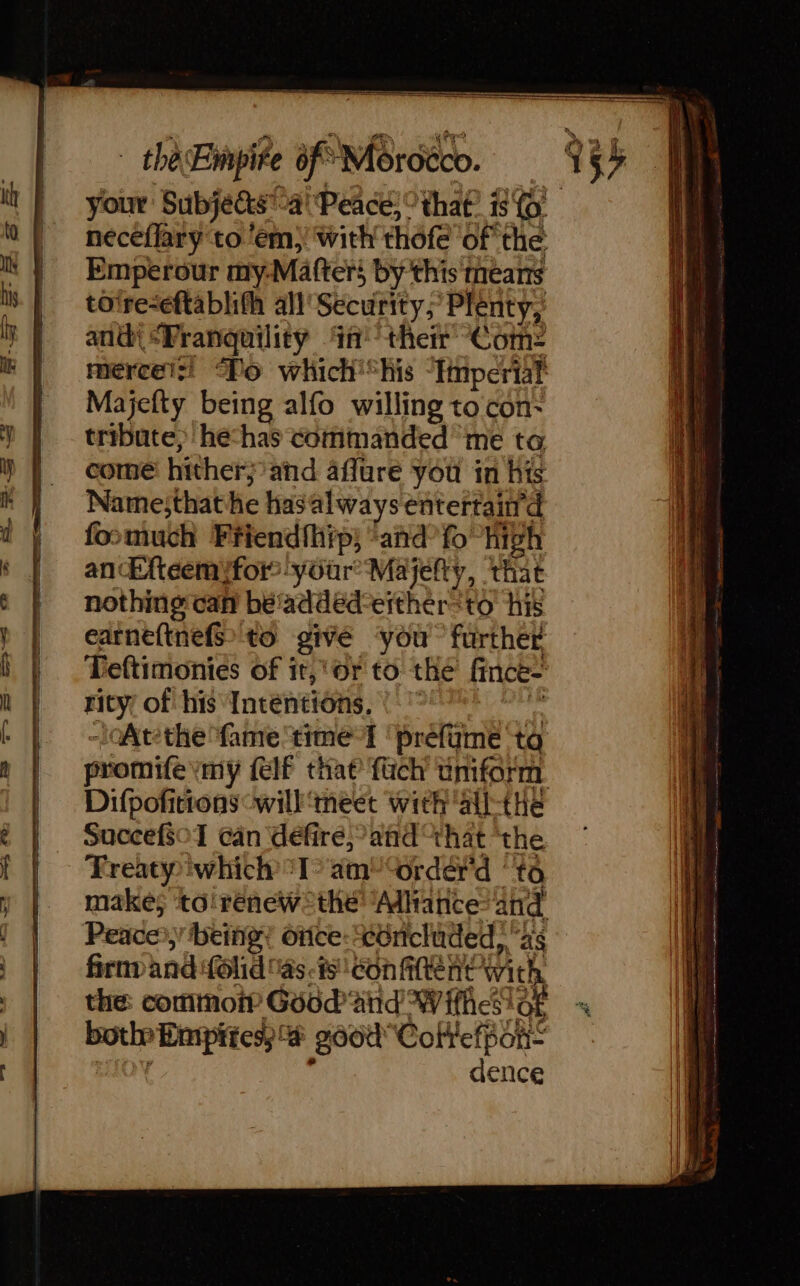 the Empire of Morocco. 
your Subjects a Peace, that is so
neceſſary to 'em, with thoſe of the
Emperour my Maſter; by this means
to re-eſtabliſh all Security, Plenty,
and Tranquility in their Com-
merce: To which his Imperial
Majeſty being alſo willing to con-
tribute, he has commanded me to
come hither, and aſſure you in his
Name, that he has always entertain'd
ſo much Friendſhip, and ſo high
an Eſteem for your Majeſty, that
nothing can be added either to his
earneſtneſs to give you further
Teſtimonies of it, or to the ſince-
rity of his Intentions.
At the ſame time I preſume to
promiſe my ſelf that ſuch uniform
Diſpoſitions will meet with all the
Succeſs I can deſire, and that the
Treaty which I am order'd to
make, to renew the Alliance and
Peace, being once concluded, as
firm and ſolid as is conſiſtent with
the common Good and Wiſhes of
both Empires, a good Correſpon-
dence